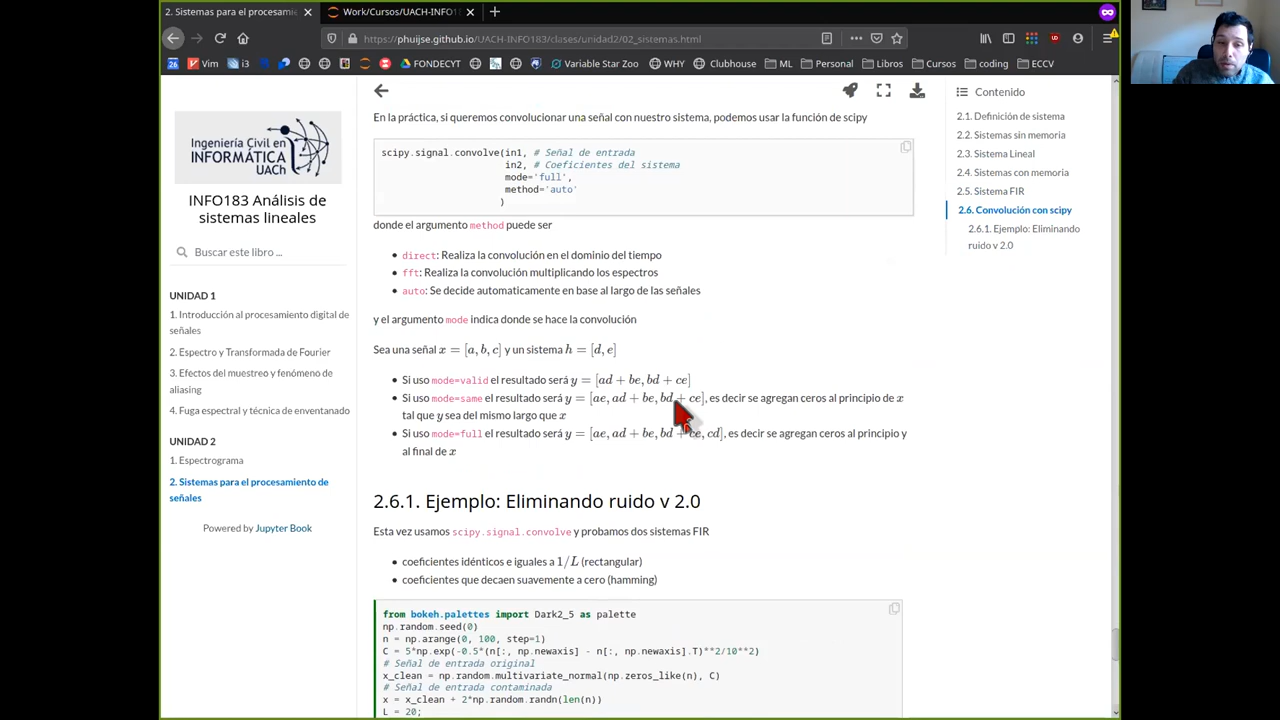 2. Sistemas para el procesami
Work/Cursos/UACH-INFO1
https://phuijse.github.io/UACH-INFO183/clases/unidad2/02_sistemas.html
26 Vim i3 FONDECYT Variable Star Zoo WHY Clubhouse ML Personal Libros Cursos coding ECCV
Ingeniería Civil en
INFORMÁTICA
UACh
INFO183 Análisis de
sistemas lineales
Buscar este libro ...
UNIDAD 1
1. Introducción al procesamiento digital de
señales
2. Espectro y Transformada de Fourier
3. Efectos del muestreo y fenómeno de
aliasing
4. Fuga espectral y técnica de enventanado
UNIDAD 2
1. Espectrograma
2. Sistemas para el procesamiento de
señales
Powered by Jupyter Book
En la práctica, si queremos convolucionar una señal con nuestro sistema, podemos usar la función de scipy
scipy.signal.convolve(in1, # Señal de entrada
in2, # Coeficientes del sistema
mode='full',
method='auto'
)
donde el argumento method puede ser
• direct: Realiza la convolución en el dominio del tiempo
• fft: Realiza la convolución multiplicando los espectros
• auto: Se decide automaticamente en base al largo de las señales
y el argumento mode indica donde se hace la convolución
Sea una señal x = [a, b, c] y un sistema h = [d, e]
• Si uso mode=valid el resultado será y = [ad + be, bd + ce]
• Si uso mode=same el resultado será y = [ae, ad + be, bd + ce], es decir se agregan ceros al principio de x
tal que y sea del mismo largo que x
• Si uso mode=full el resultado será y = [ae, ad + be, bd + ce, cd], es decir se agregan ceros al principio y
al final de x
2.6.1. Ejemplo: Eliminando ruido v 2.0
Esta vez usamos scipy.signal.convolve y probamos dos sistemas FIR
• coeficientes idénticos e iguales a 1/L (rectangular)
• coeficientes que decaen suavemente a cero (hamming)
from bokeh.palettes import Dark2_5 as palette
np.random.seed(0)
n = np.arange(0, 100, step=1)
C = 5*np.exp(-0.5*(n[:, np.newaxis] - n[:, np.newaxis].T)**2/10**2)
# Señal de entrada original
x_clean = np.random.multivariate_normal(np.zeros_like(n), C)
# Señal de entrada contaminada
x = x_clean + 2*np.random.randn(len(n))
L = 20;
Contenido
2.1. Definición de sistema
2.2. Sistemas sin memoria
2.3. Sistema Lineal
2.4. Sistemas con memoria
2.5. Sistema FIR
2.6. Convolución con scipy
2.6.1. Ejemplo: Eliminando
ruido v 2.0